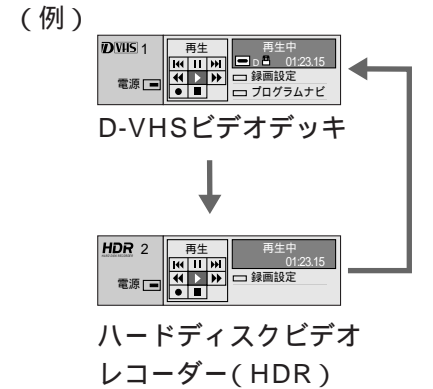 (例)
D-VHS 1
再生
再生中
D 01:23.15
電源
録画設定
プログラムナビ
D-VHSビデオデッキ
HDR 2
再生
再生中
01:23.15
電源
録画設定
ハードディスクビデオ
レコーダー(HDR)